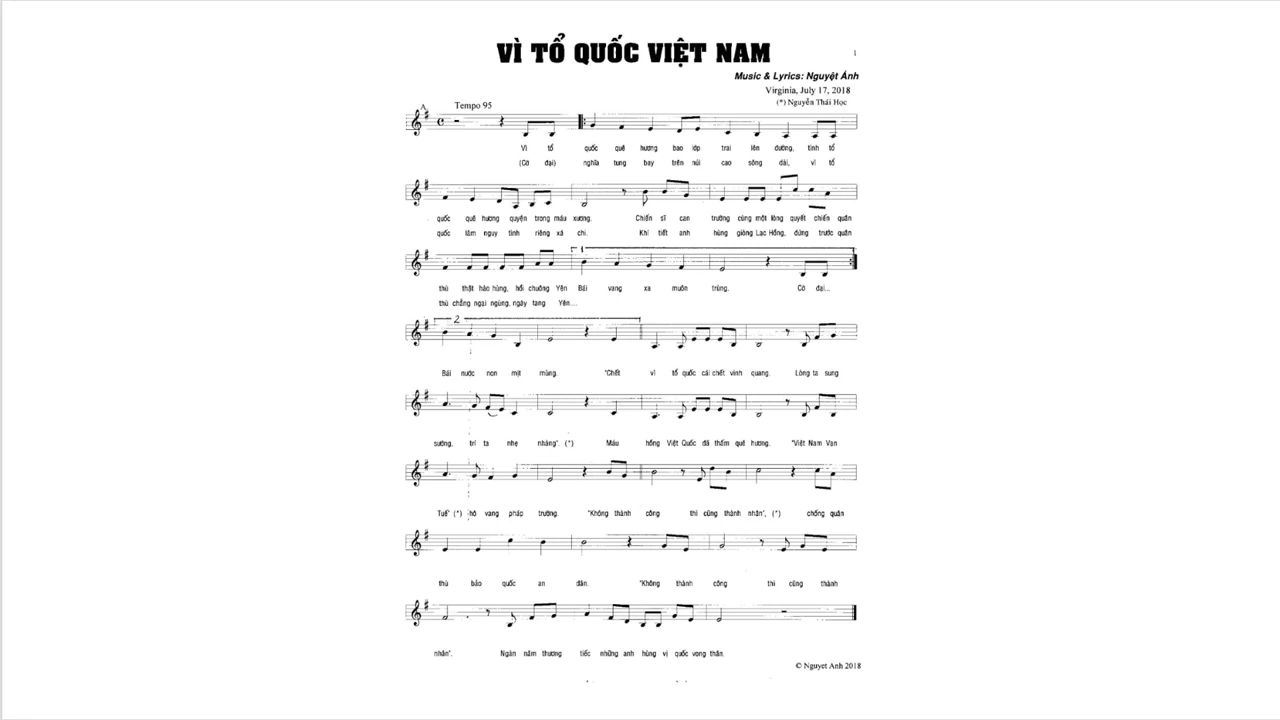 VÌ TỔ QUỐC VIỆT NAM
1
Music & Lyrics: Nguyệt Ánh
Virginia, July 17, 2018
(*) Nguyễn Thái Học
A
Tempo 95
Vì tổ quốc quê hương bao lớp trai lên đường, tình tổ
(Cờ đại) nghĩa tung bay trên núi cao sông dài, vì tổ
quốc quê hương quyện trong máu xương. Chiến sĩ can trường cùng một lòng quyết chiến quân
quốc lâm nguy tình riêng xá chi. Khí tiết anh hùng giòng Lạc Hồng, đứng trước quân
1
thù thật hào hùng, hồi chuông Yên Bái vang xa muôn trùng. Cờ đại...
thù chẳng ngại ngùng, ngày tang Yên...
2
Bái nước non mịt mùng. "Chết vì tổ quốc cái chết vinh quang. Lòng ta sung
sướng, trí ta nhẹ nhàng". (*) Máu hồng Việt Quốc đã thấm quê hương. "Việt Nam Vạn
Tuế" (*) hô vang pháp trường. "Không thành công thì cũng thành nhân", (*) chống quân
thù bảo quốc an dân. "Không thành công thì cũng thành
nhân". Ngàn năm thương tiếc những anh hùng vị quốc vong thân.
© Nguyet Anh 2018